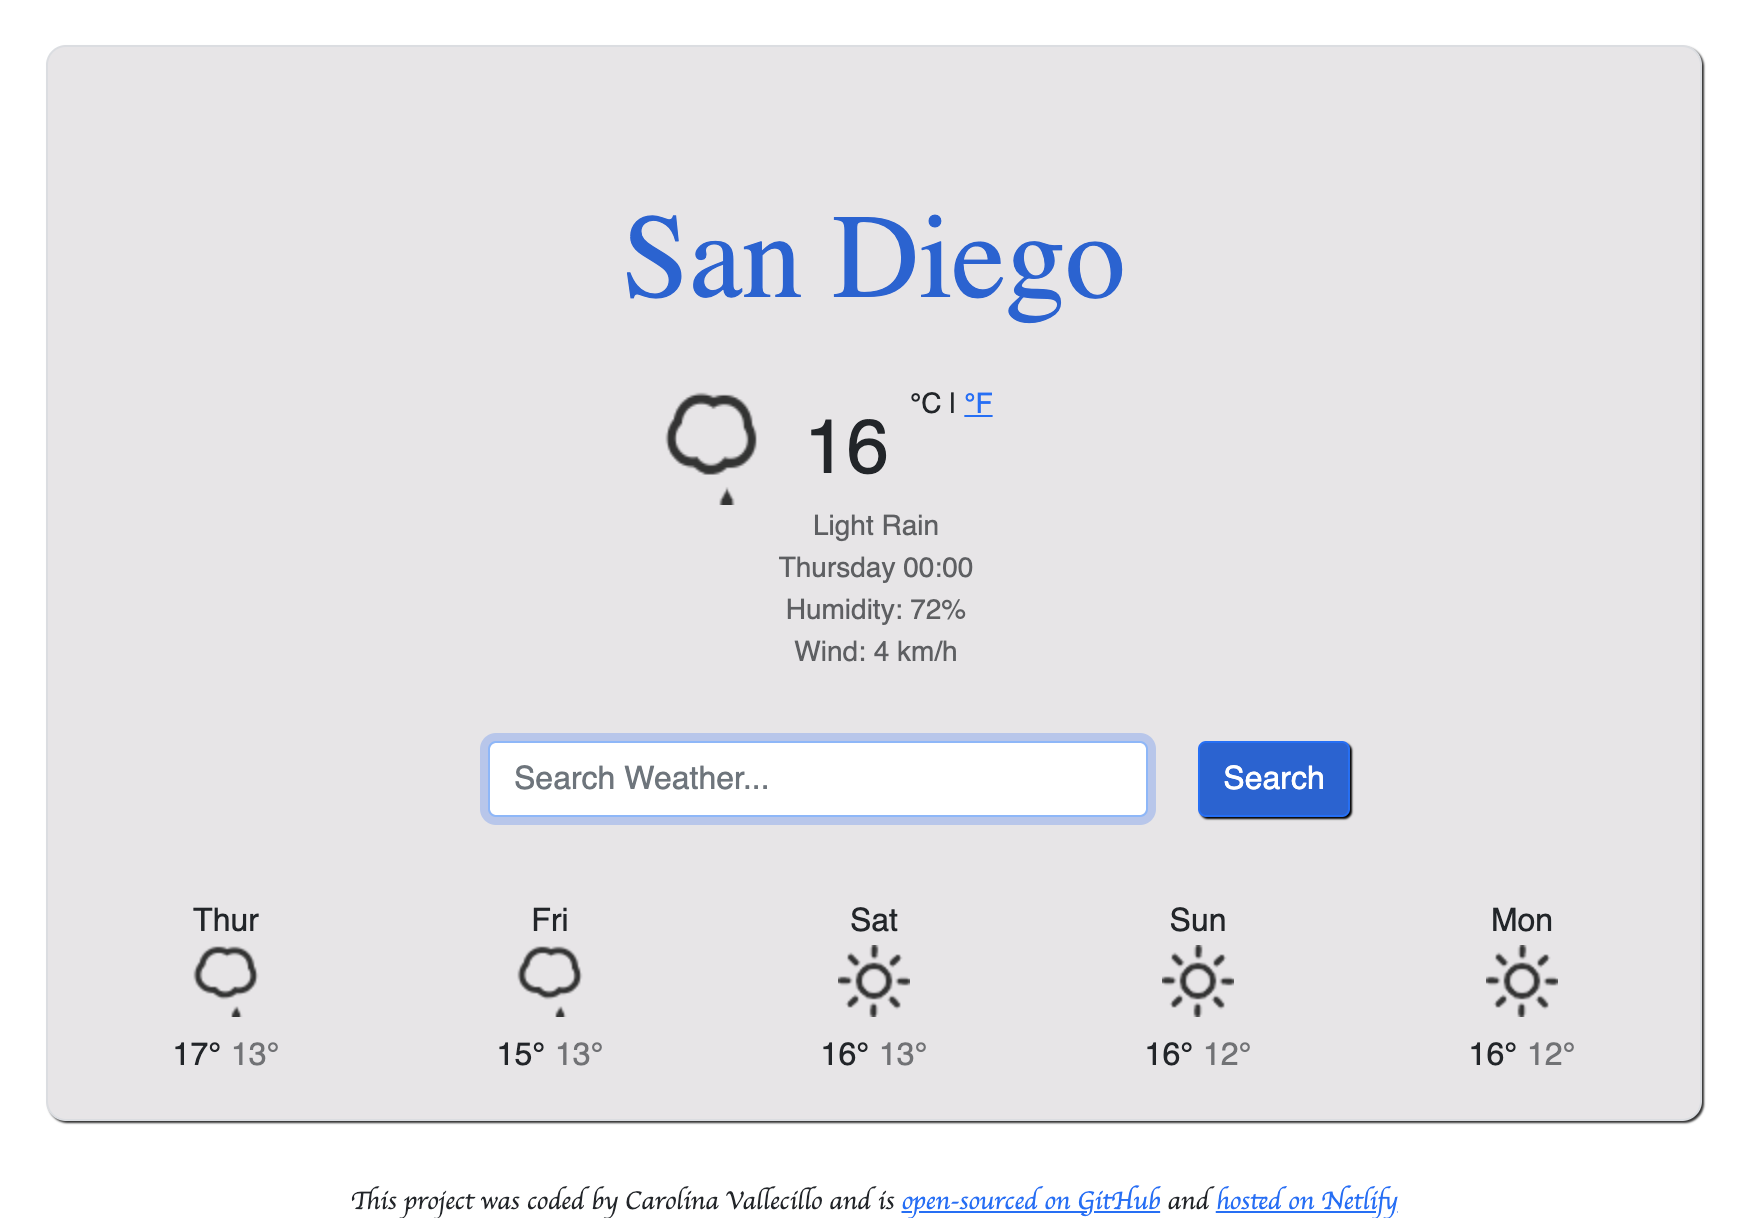 San Diego
16 °C | °F
Light Rain
Thursday 00:00
Humidity: 72%
Wind: 4 km/h
Search Weather...
Search
Thur Fri Sat Sun Mon
17° 13° 15° 13° 16° 13° 16° 12° 16° 12°
This project was coded by Carolina Vallecillo and is open-sourced on GitHub and hosted on Netlify